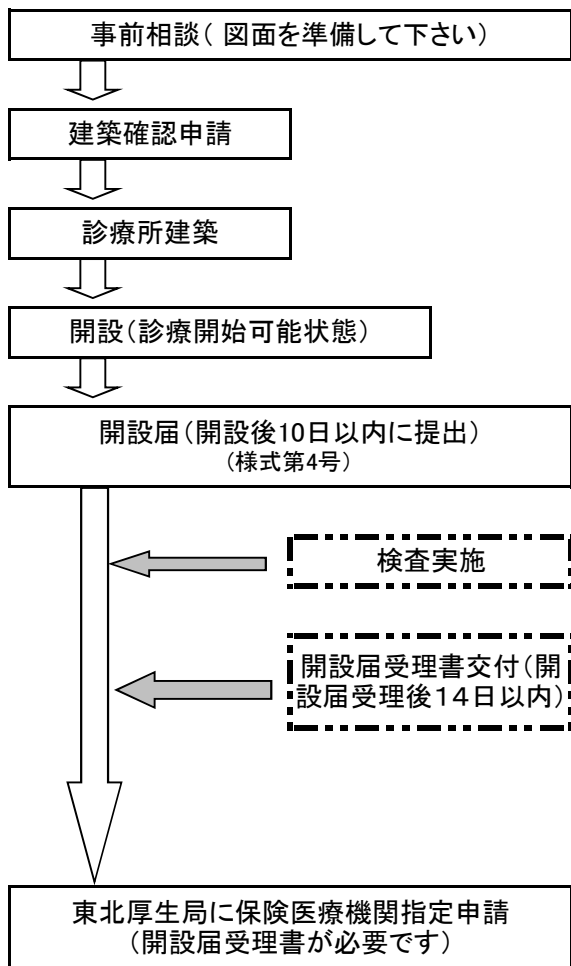 事前相談( 図面を準備して下さい)
建築確認申請
診療所建築
開設(診療開始可能状態)
開設届(開設後10日以内に提出)
(様式第4号)
検査実施
開設届受理書交付(開
設届受理後14日以内)
東北厚生局に保険医療機関指定申請
(開設届受理書が必要です)